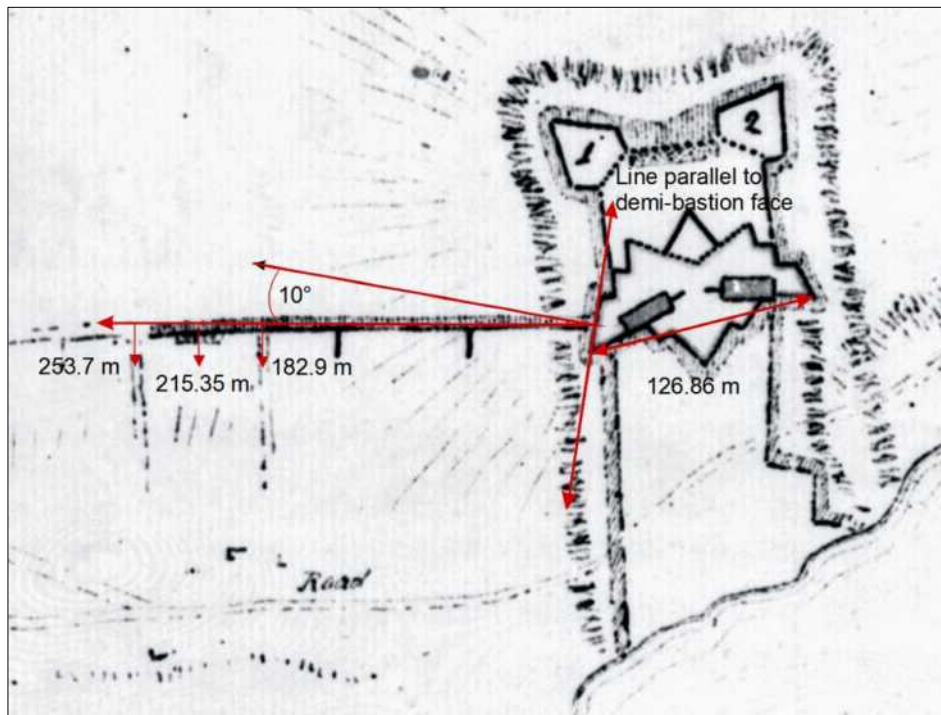 1
2
Line parallel to
demi-bastion face
10°
253.7 m
215.35 m
182.9 m
126.86 m
Road